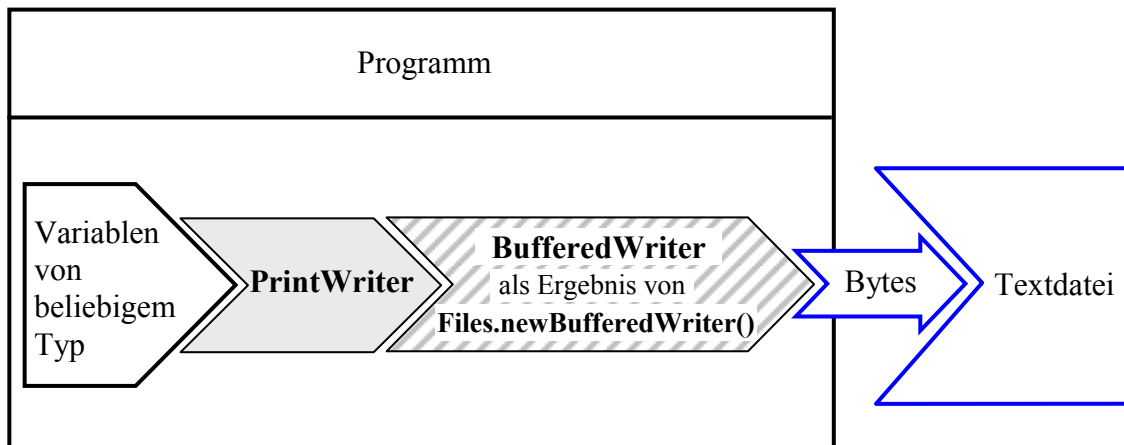 Programm
Variablen
von
beliebigem
Typ
PrintWriter
BufferedWriter
als Ergebnis von
Files.newBufferedWriter()
Bytes
Textdatei